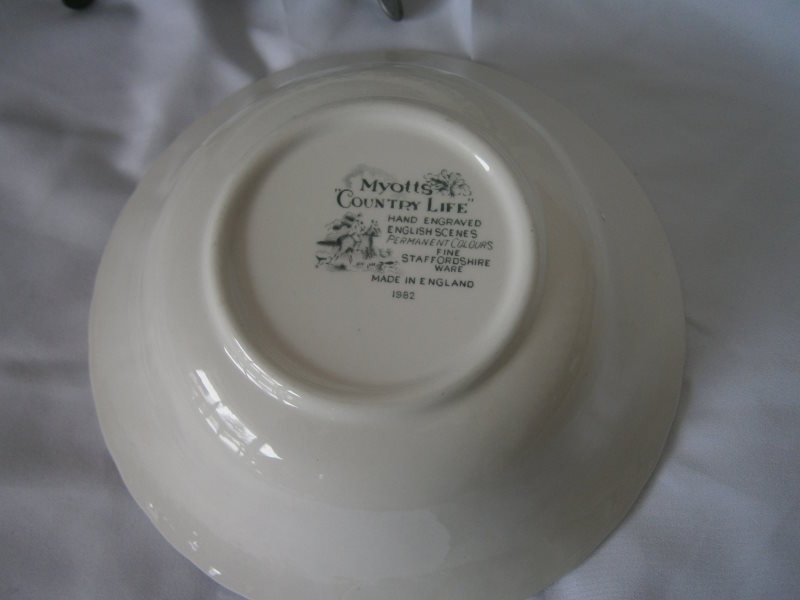 Myotts
"COUNTRY LIFE"
HAND ENGRAVED
ENGLISH SCENES
PERMANENT COLOURS
FINE
STAFFORDSHIRE
WARE
MADE IN ENGLAND
1982